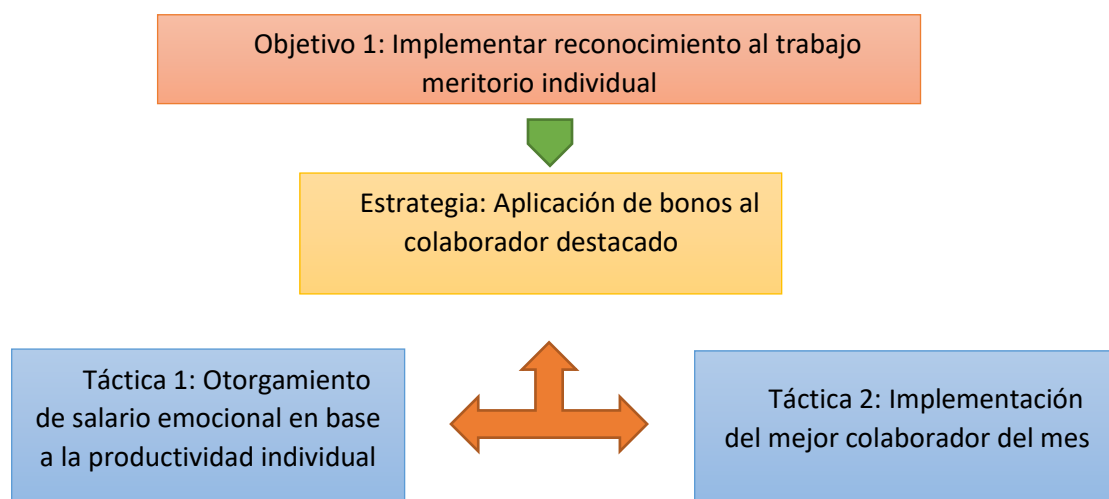 Objetivo 1: Implementar reconocimiento al trabajo
meritorio individual
Estrategia: Aplicación de bonos al
colaborador destacado
Táctica 1: Otorgamiento
de salario emocional en base
a la productividad individual
Táctica 2: Implementación
del mejor colaborador del mes